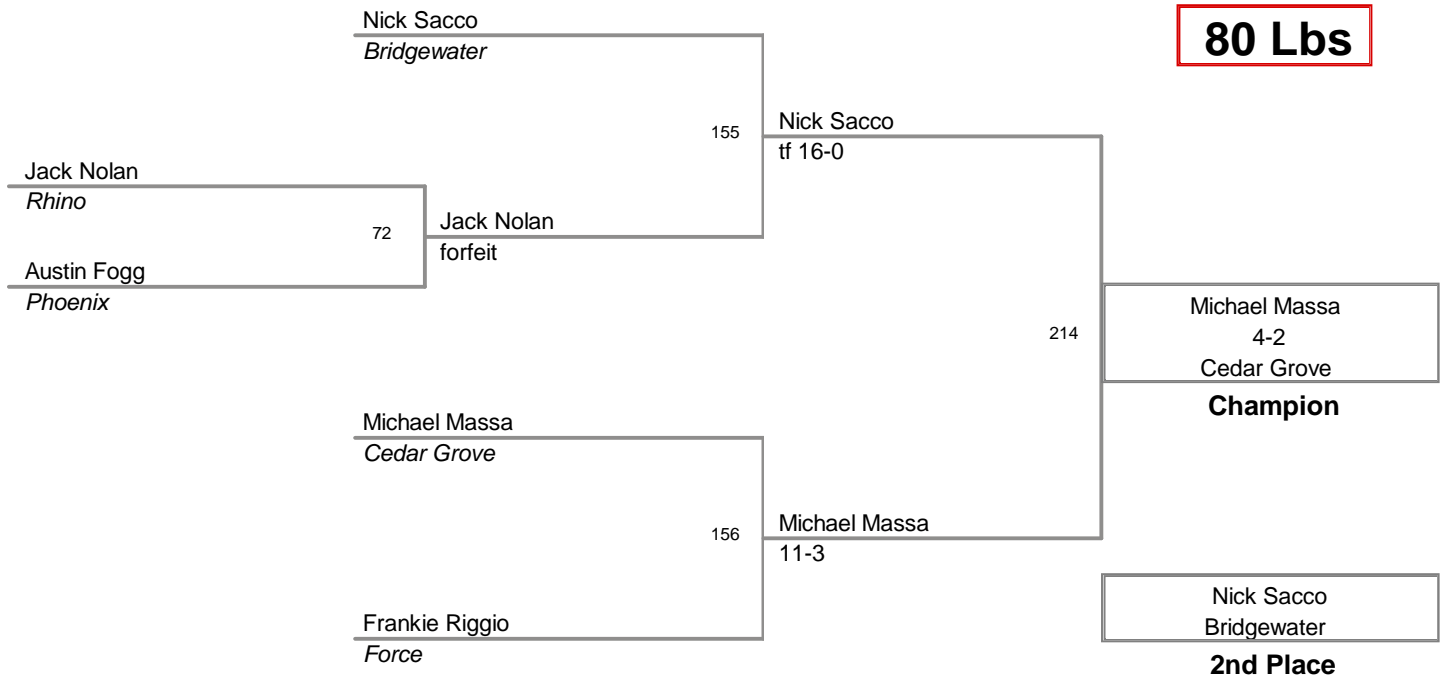 80 Lbs
Nick Sacco
Bridgewater
155
Nick Sacco
tf 16-0
Jack Nolan
Rhino
72
Jack Nolan
forfeit
Austin Fogg
Phoenix
214
Michael Massa
4-2
Cedar Grove
Champion
Michael Massa
Cedar Grove
156
Michael Massa
11-3
Frankie Riggio
Force
Nick Sacco
Bridgewater
2nd Place